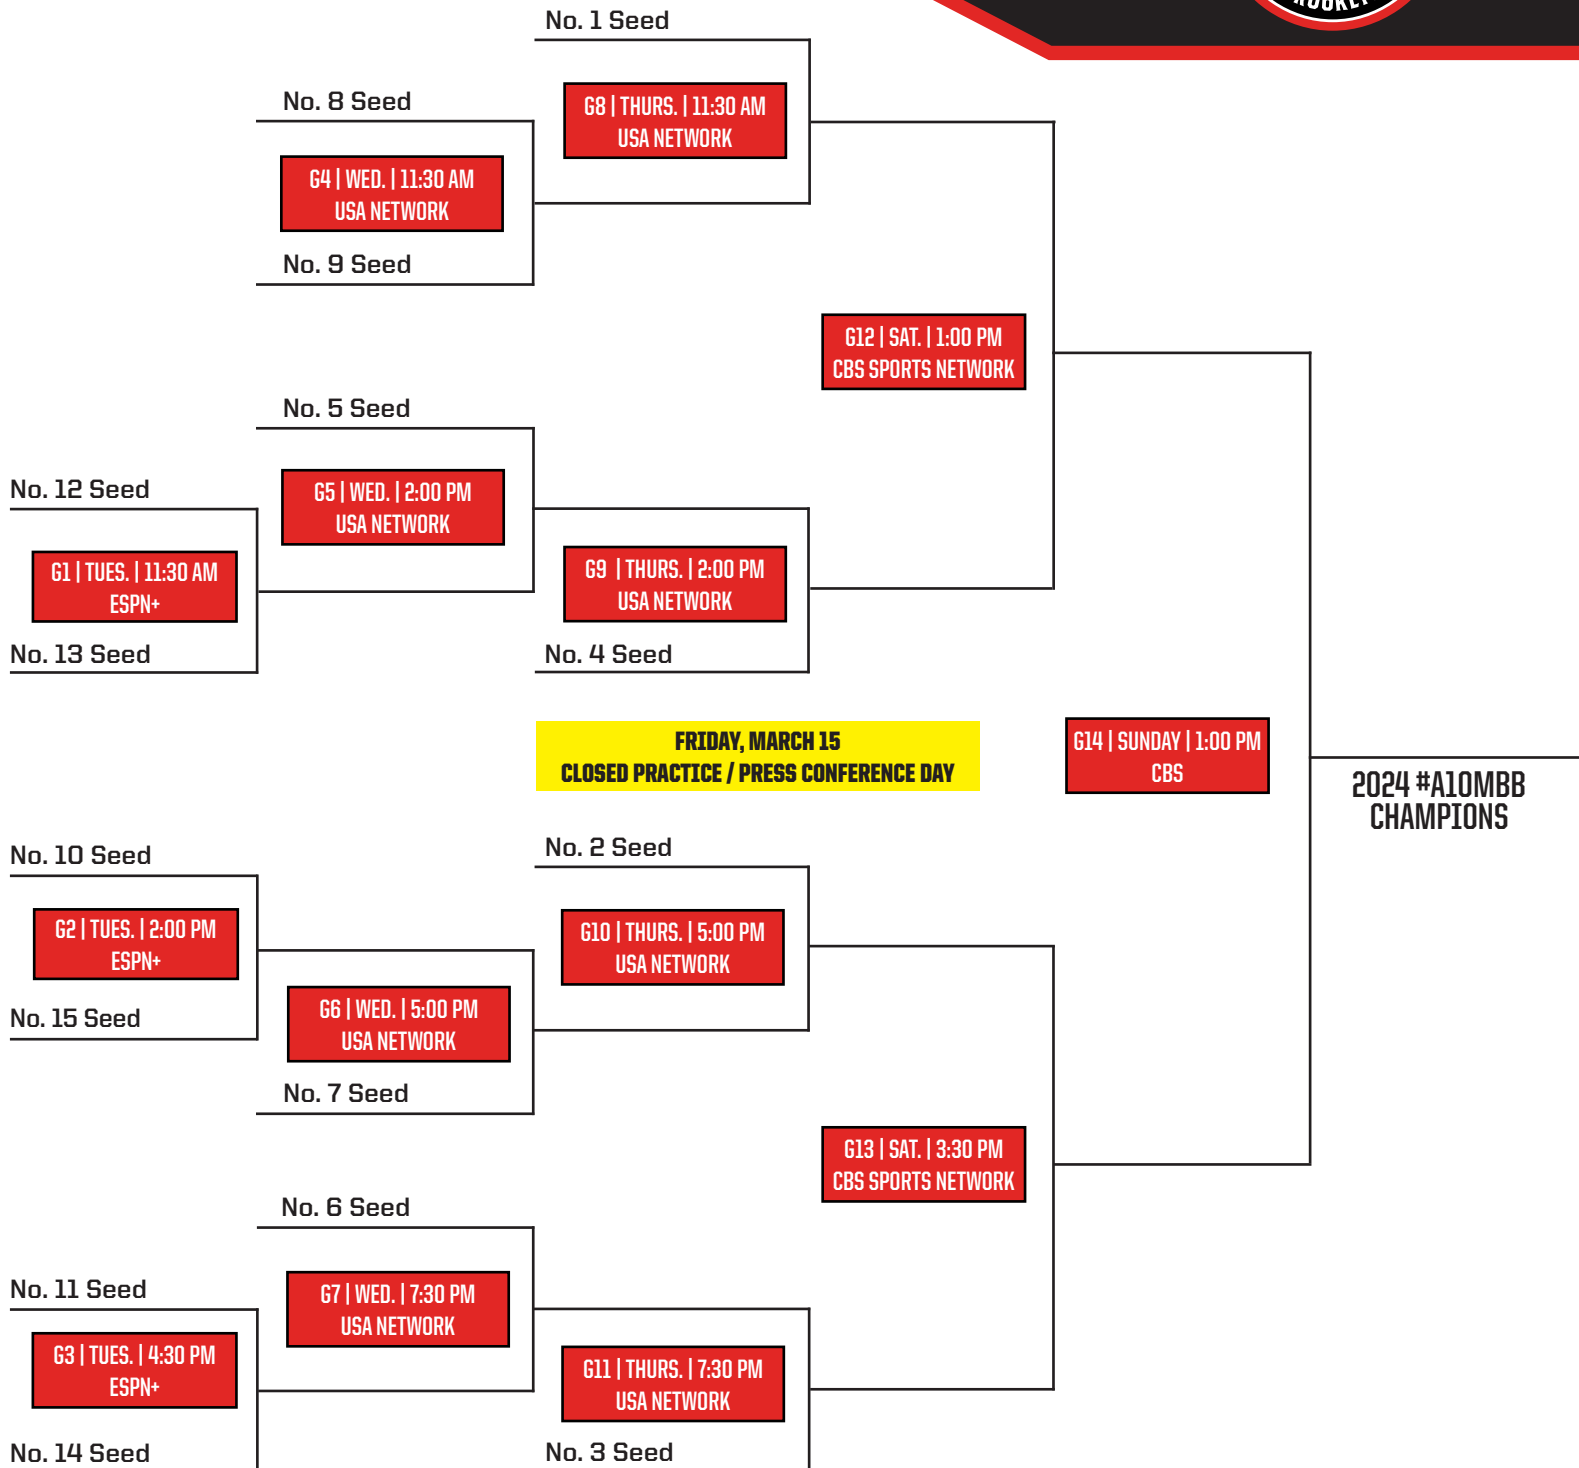 No. 1 Seed
No. 8 Seed
G8 | THURS. | 11:30 AM
USA NETWORK
G4 | WED. | 11:30 AM
USA NETWORK
No. 9 Seed
G12 | SAT. | 1:00 PM
CBS SPORTS NETWORK
No. 5 Seed
No. 12 Seed
G5 | WED. | 2:00 PM
USA NETWORK
G1 | TUES. | 11:30 AM
ESPN+
G9 | THURS. | 2:00 PM
USA NETWORK
No. 13 Seed
No. 4 Seed
FRIDAY, MARCH 15
CLOSED PRACTICE / PRESS CONFERENCE DAY
G14 | SUNDAY | 1:00 PM
CBS
2024 #A10MBB
CHAMPIONS
No. 10 Seed
No. 2 Seed
G2 | TUES. | 2:00 PM
ESPN+
G10 | THURS. | 5:00 PM
USA NETWORK
No. 15 Seed
G6 | WED. | 5:00 PM
USA NETWORK
No. 7 Seed
G13 | SAT. | 3:30 PM
CBS SPORTS NETWORK
No. 6 Seed
No. 11 Seed
G7 | WED. | 7:30 PM
USA NETWORK
G3 | TUES. | 4:30 PM
ESPN+
G11 | THURS. | 7:30 PM
USA NETWORK
No. 14 Seed
No. 3 Seed